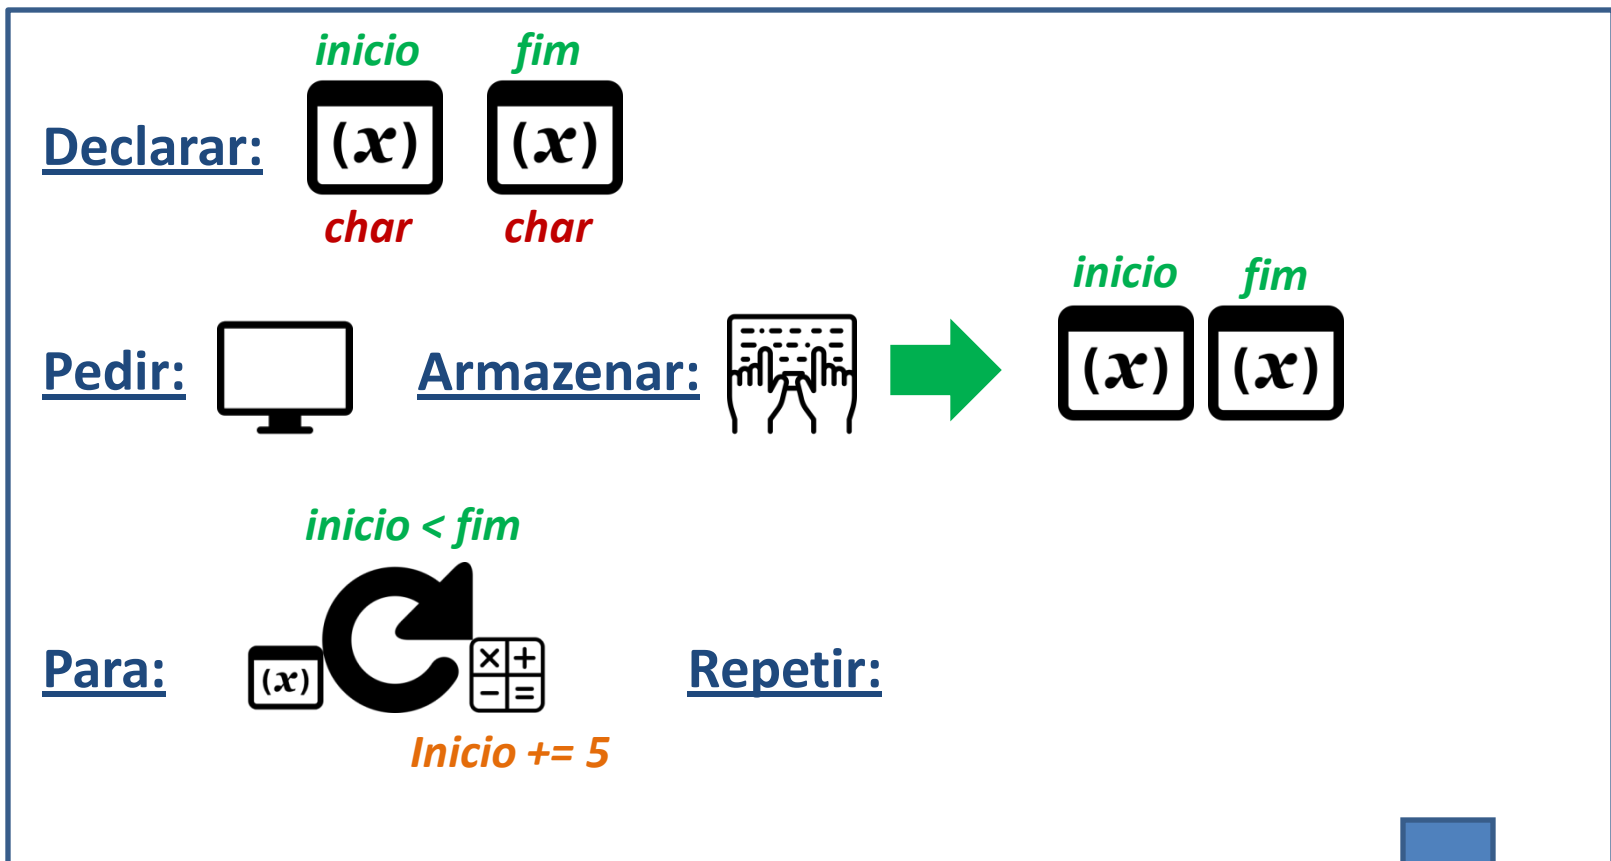 inicio fim
Declarar: (x) (x)
char char
inicio fim
Pedir: Armazenar: (x) (x)
inicio < fim
Para: (x) Repetir:
Inicio += 5